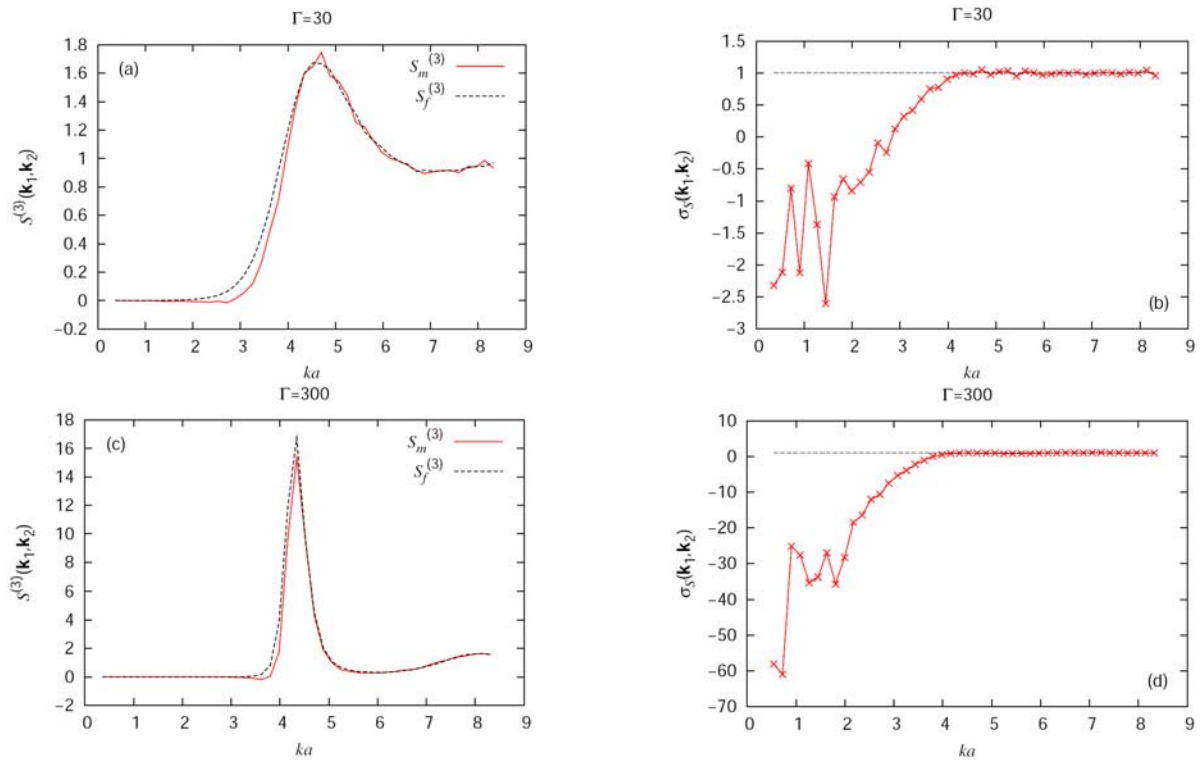 Γ=30
(a)
S_m^(3)
S_f^(3)
S^(3)(k₁,k₂)
1.8
1.6
1.4
1.2
1
0.8
0.6
0.4
0.2
0
−0.2
0 1 2 3 4 5 6 7 8 9
ka
Γ=30
(b)
σ_S(k₁,k₂)
1.5
1
0.5
0
−0.5
−1
−1.5
−2
−2.5
−3
0 1 2 3 4 5 6 7 8 9
ka
Γ=300
(c)
S_m^(3)
S_f^(3)
S^(3)(k₁,k₂)
18
16
14
12
10
8
6
4
2
0
−2
0 1 2 3 4 5 6 7 8 9
ka
Γ=300
(d)
σ_S(k₁,k₂)
10
0
−10
−20
−30
−40
−50
−60
−70
0 1 2 3 4 5 6 7 8 9
ka